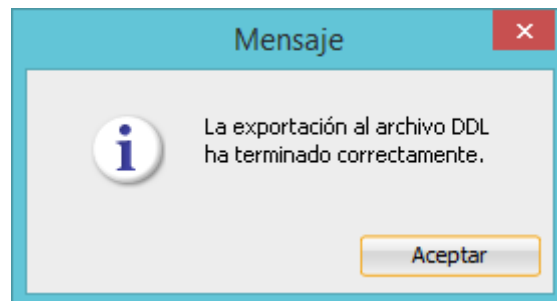 Mensaje
La exportación al archivo DDL
ha terminado correctamente.
Aceptar